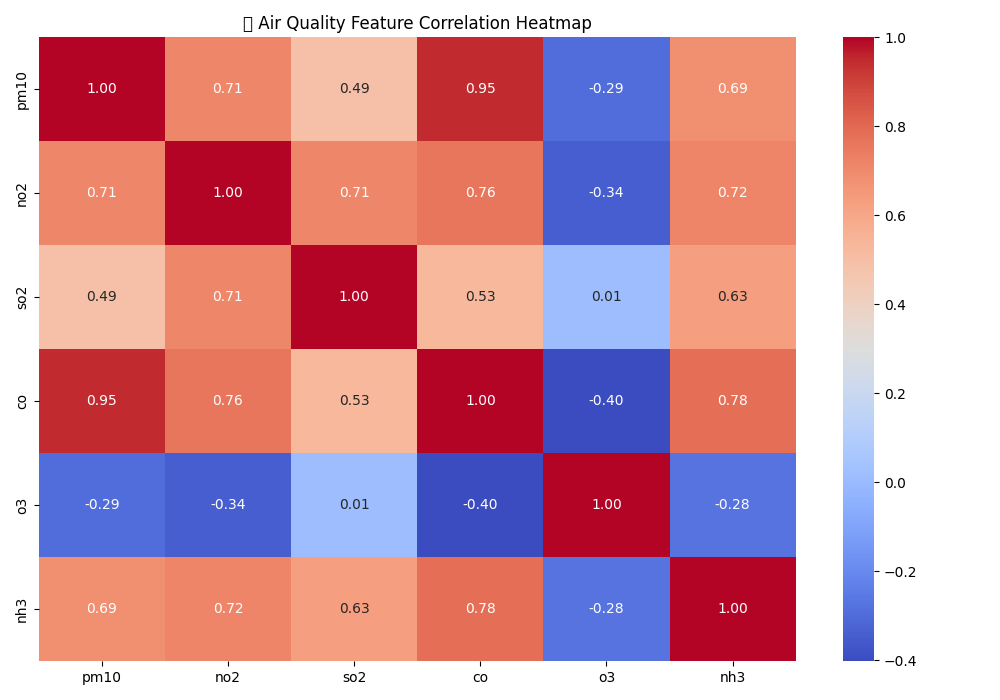 Air Quality Feature Correlation Heatmap
pm10 1.00 0.71 0.49 0.95 -0.29 0.69
no2 0.71 1.00 0.71 0.76 -0.34 0.72
so2 0.49 0.71 1.00 0.53 0.01 0.63
co 0.95 0.76 0.53 1.00 -0.40 0.78
o3 -0.29 -0.34 0.01 -0.40 1.00 -0.28
nh3 0.69 0.72 0.63 0.78 -0.28 1.00
pm10 no2 so2 co o3 nh3
1.0
0.8
0.6
0.4
0.2
0.0
−0.2
−0.4